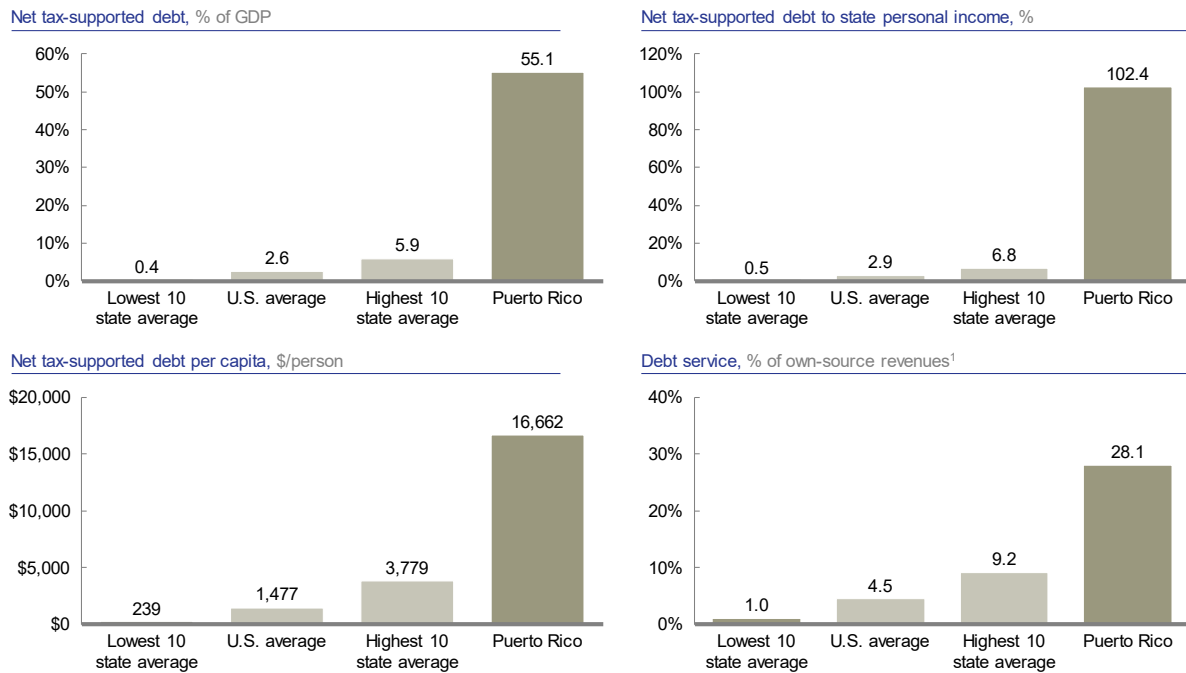 Net tax-supported debt, % of GDP
60%
50%
40%
30%
20%
10%
0%
0.4
2.6
5.9
55.1
Lowest 10
state average
U.S. average
Highest 10
state average
Puerto Rico
Net tax-supported debt to state personal income, %
120%
100%
80%
60%
40%
20%
0%
0.5
2.9
6.8
102.4
Lowest 10
state average
U.S. average
Highest 10
state average
Puerto Rico
Net tax-supported debt per capita, $/person
$20,000
$15,000
$10,000
$5,000
$0
239
1,477
3,779
16,662
Lowest 10
state average
U.S. average
Highest 10
state average
Puerto Rico
Debt service, % of own-source revenues¹
40%
30%
20%
10%
0%
1.0
4.5
9.2
28.1
Lowest 10
state average
U.S. average
Highest 10
state average
Puerto Rico